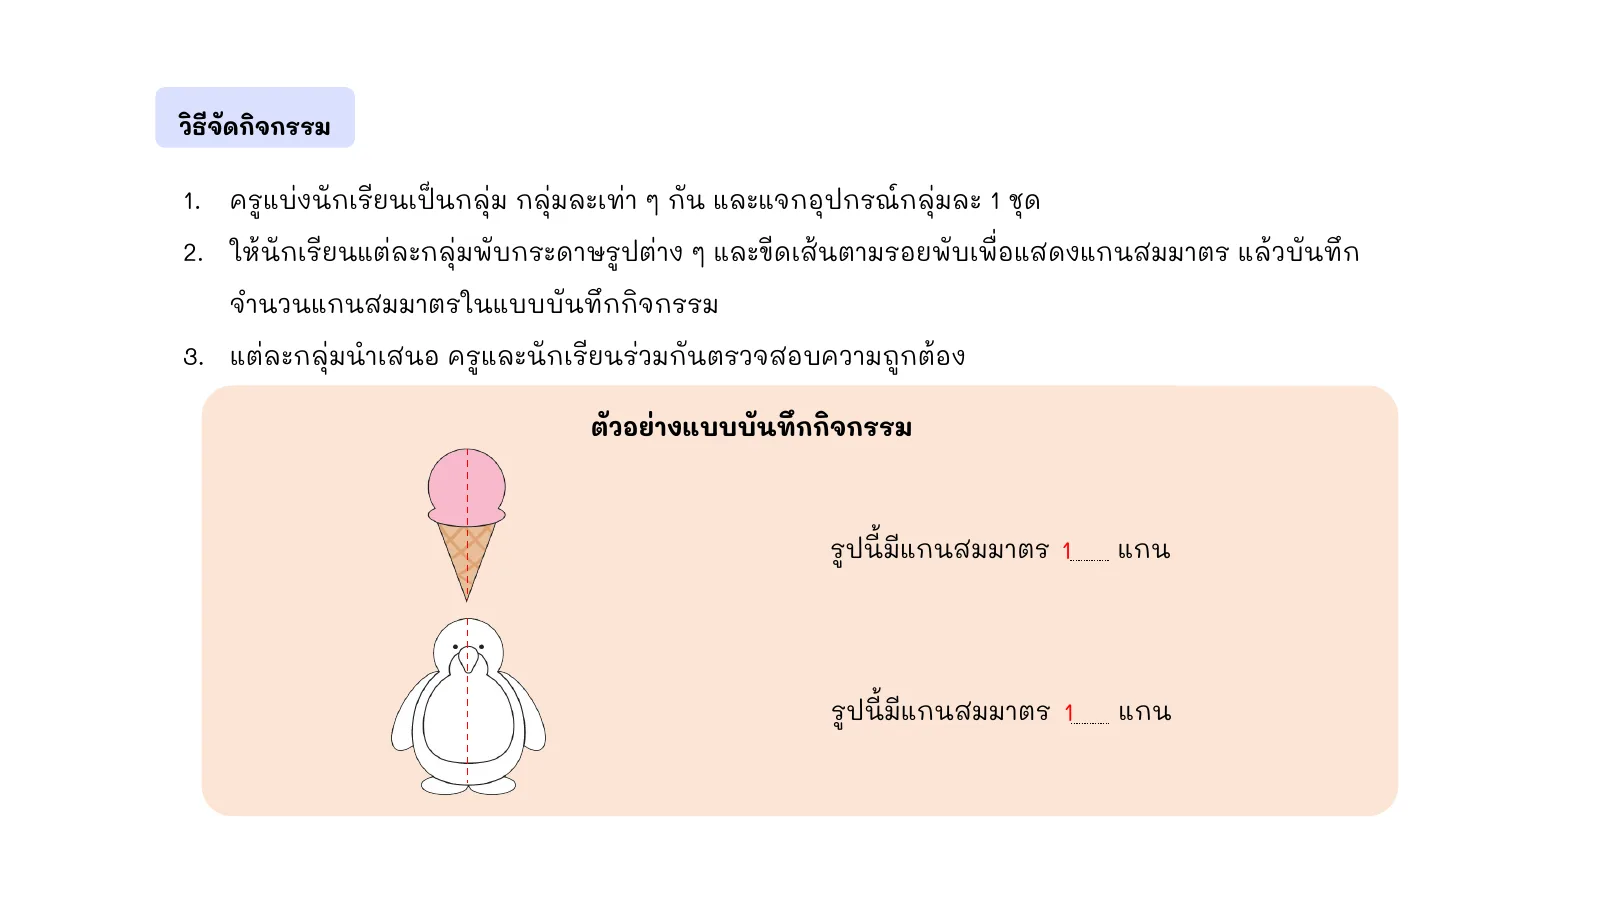 วิธีจัดกิจกรรม
1. ครูแบ่งนักเรียนเป็นกลุ่ม กลุ่มละเท่า ๆ กัน และแจกอุปกรณ์กลุ่มละ 1 ชุด
2. ให้นักเรียนแต่ละกลุ่มพับกระดาษรูปต่าง ๆ และขีดเส้นตามรอยพับเพื่อแสดงแกนสมมาตร แล้วบันทึก
จำนวนแกนสมมาตรในแบบบันทึกกิจกรรม
3. แต่ละกลุ่มนำเสนอ ครูและนักเรียนร่วมกันตรวจสอบความถูกต้อง
ตัวอย่างแบบบันทึกกิจกรรม
รูปนี้มีแกนสมมาตร 1 แกน
รูปนี้มีแกนสมมาตร 1 แกน